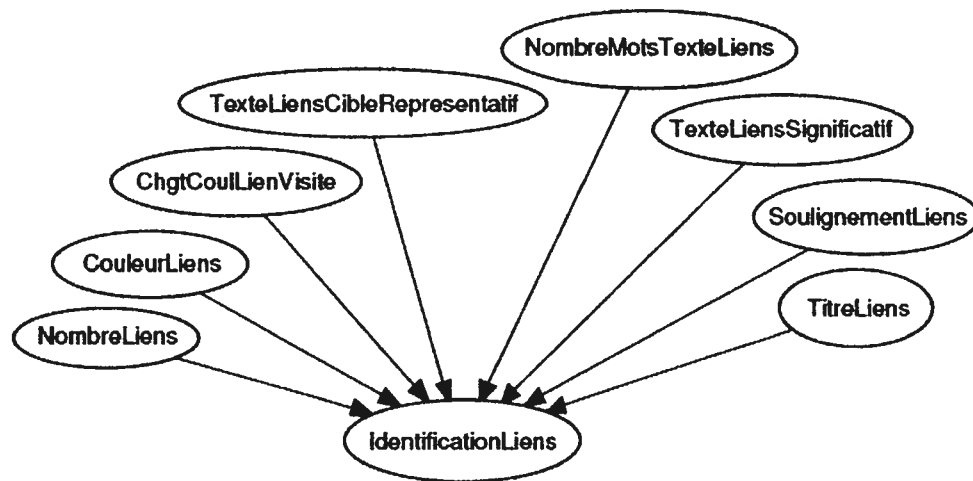 NombreMotsTexteLiens
TexteLiensCibleRepresentatif
TexteLiensSignificatif
ChgtCoulLienVisite
SoulignementLiens
CouleurLiens
TitreLiens
NombreLiens
IdentificationLiens